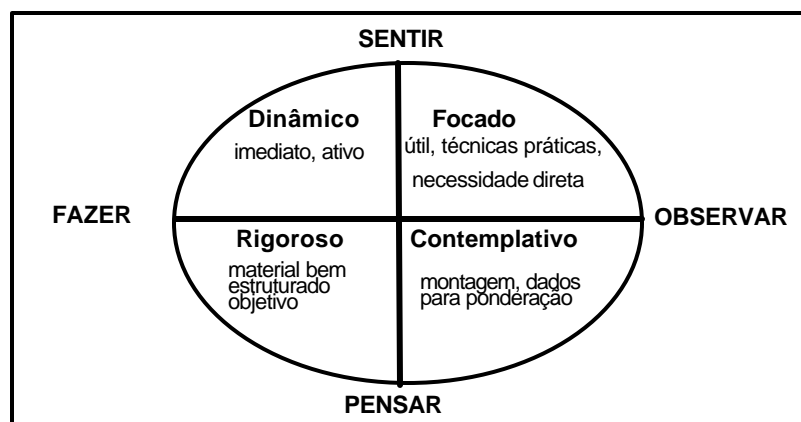 SENTIR
Dinâmico
imediato, ativo
Focado
útil, técnicas práticas,
necessidade direta
FAZER
OBSERVAR
Rigoroso
material bem
estruturado
objetivo
Contemplativo
montagem, dados
para ponderação
PENSAR